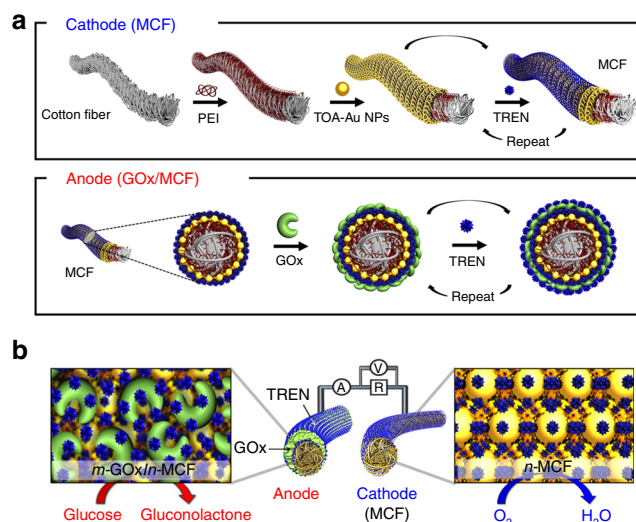 a
Cathode (MCF)
Cotton fiber
PEI
TOA-Au NPs
TREN
MCF
Repeat
Anode (GOx/MCF)
MCF
GOx
TREN
Repeat
b
m-GOx/n-MCF
Glucose
Gluconolactone
TREN
GOx
A
V
R
Anode
Cathode
(MCF)
n-MCF
O₂
H₂O